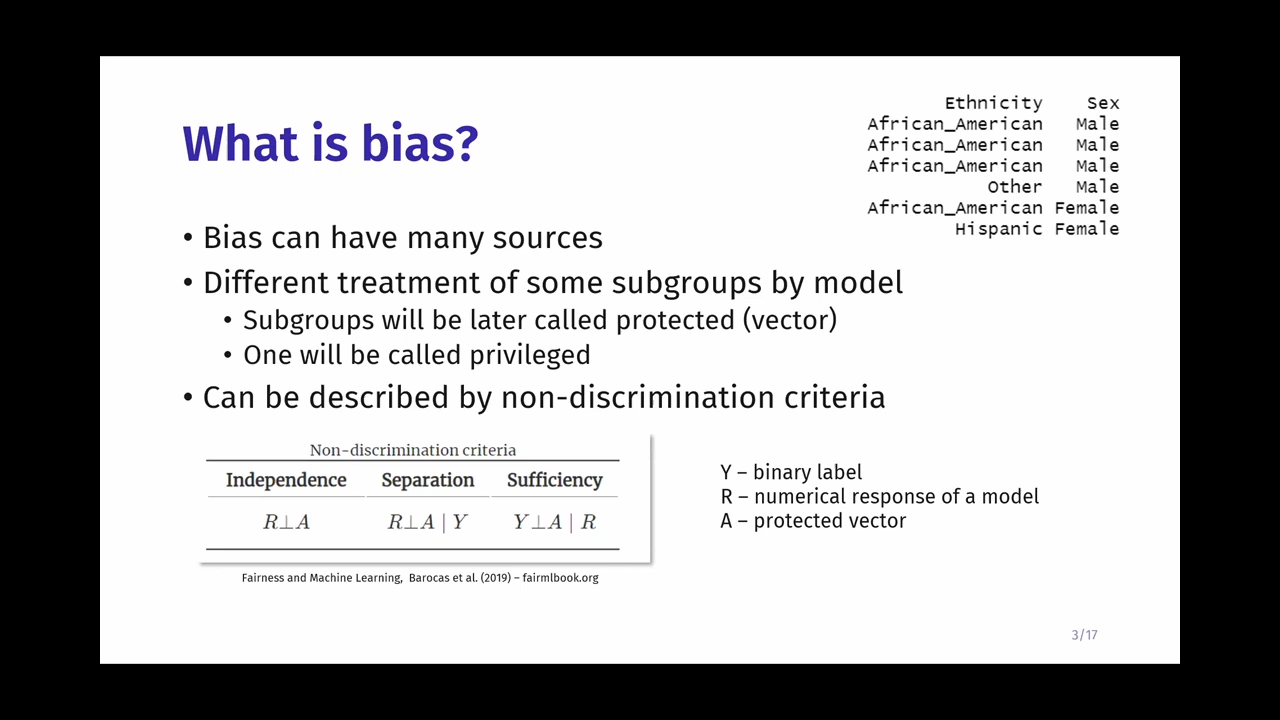 What is bias?
Ethnicity Sex
African_American Male
African_American Male
African_American Male
Other Male
African_American Female
Hispanic Female
• Bias can have many sources
• Different treatment of some subgroups by model
• Subgroups will be later called protected (vector)
• One will be called privileged
• Can be described by non-discrimination criteria
Non-discrimination criteria
Independence Separation Sufficiency
R⊥A R⊥A | Y Y⊥A | R
Fairness and Machine Learning, Barocas et al. (2019) – fairmlbook.org
Y – binary label
R – numerical response of a model
A – protected vector
3/17